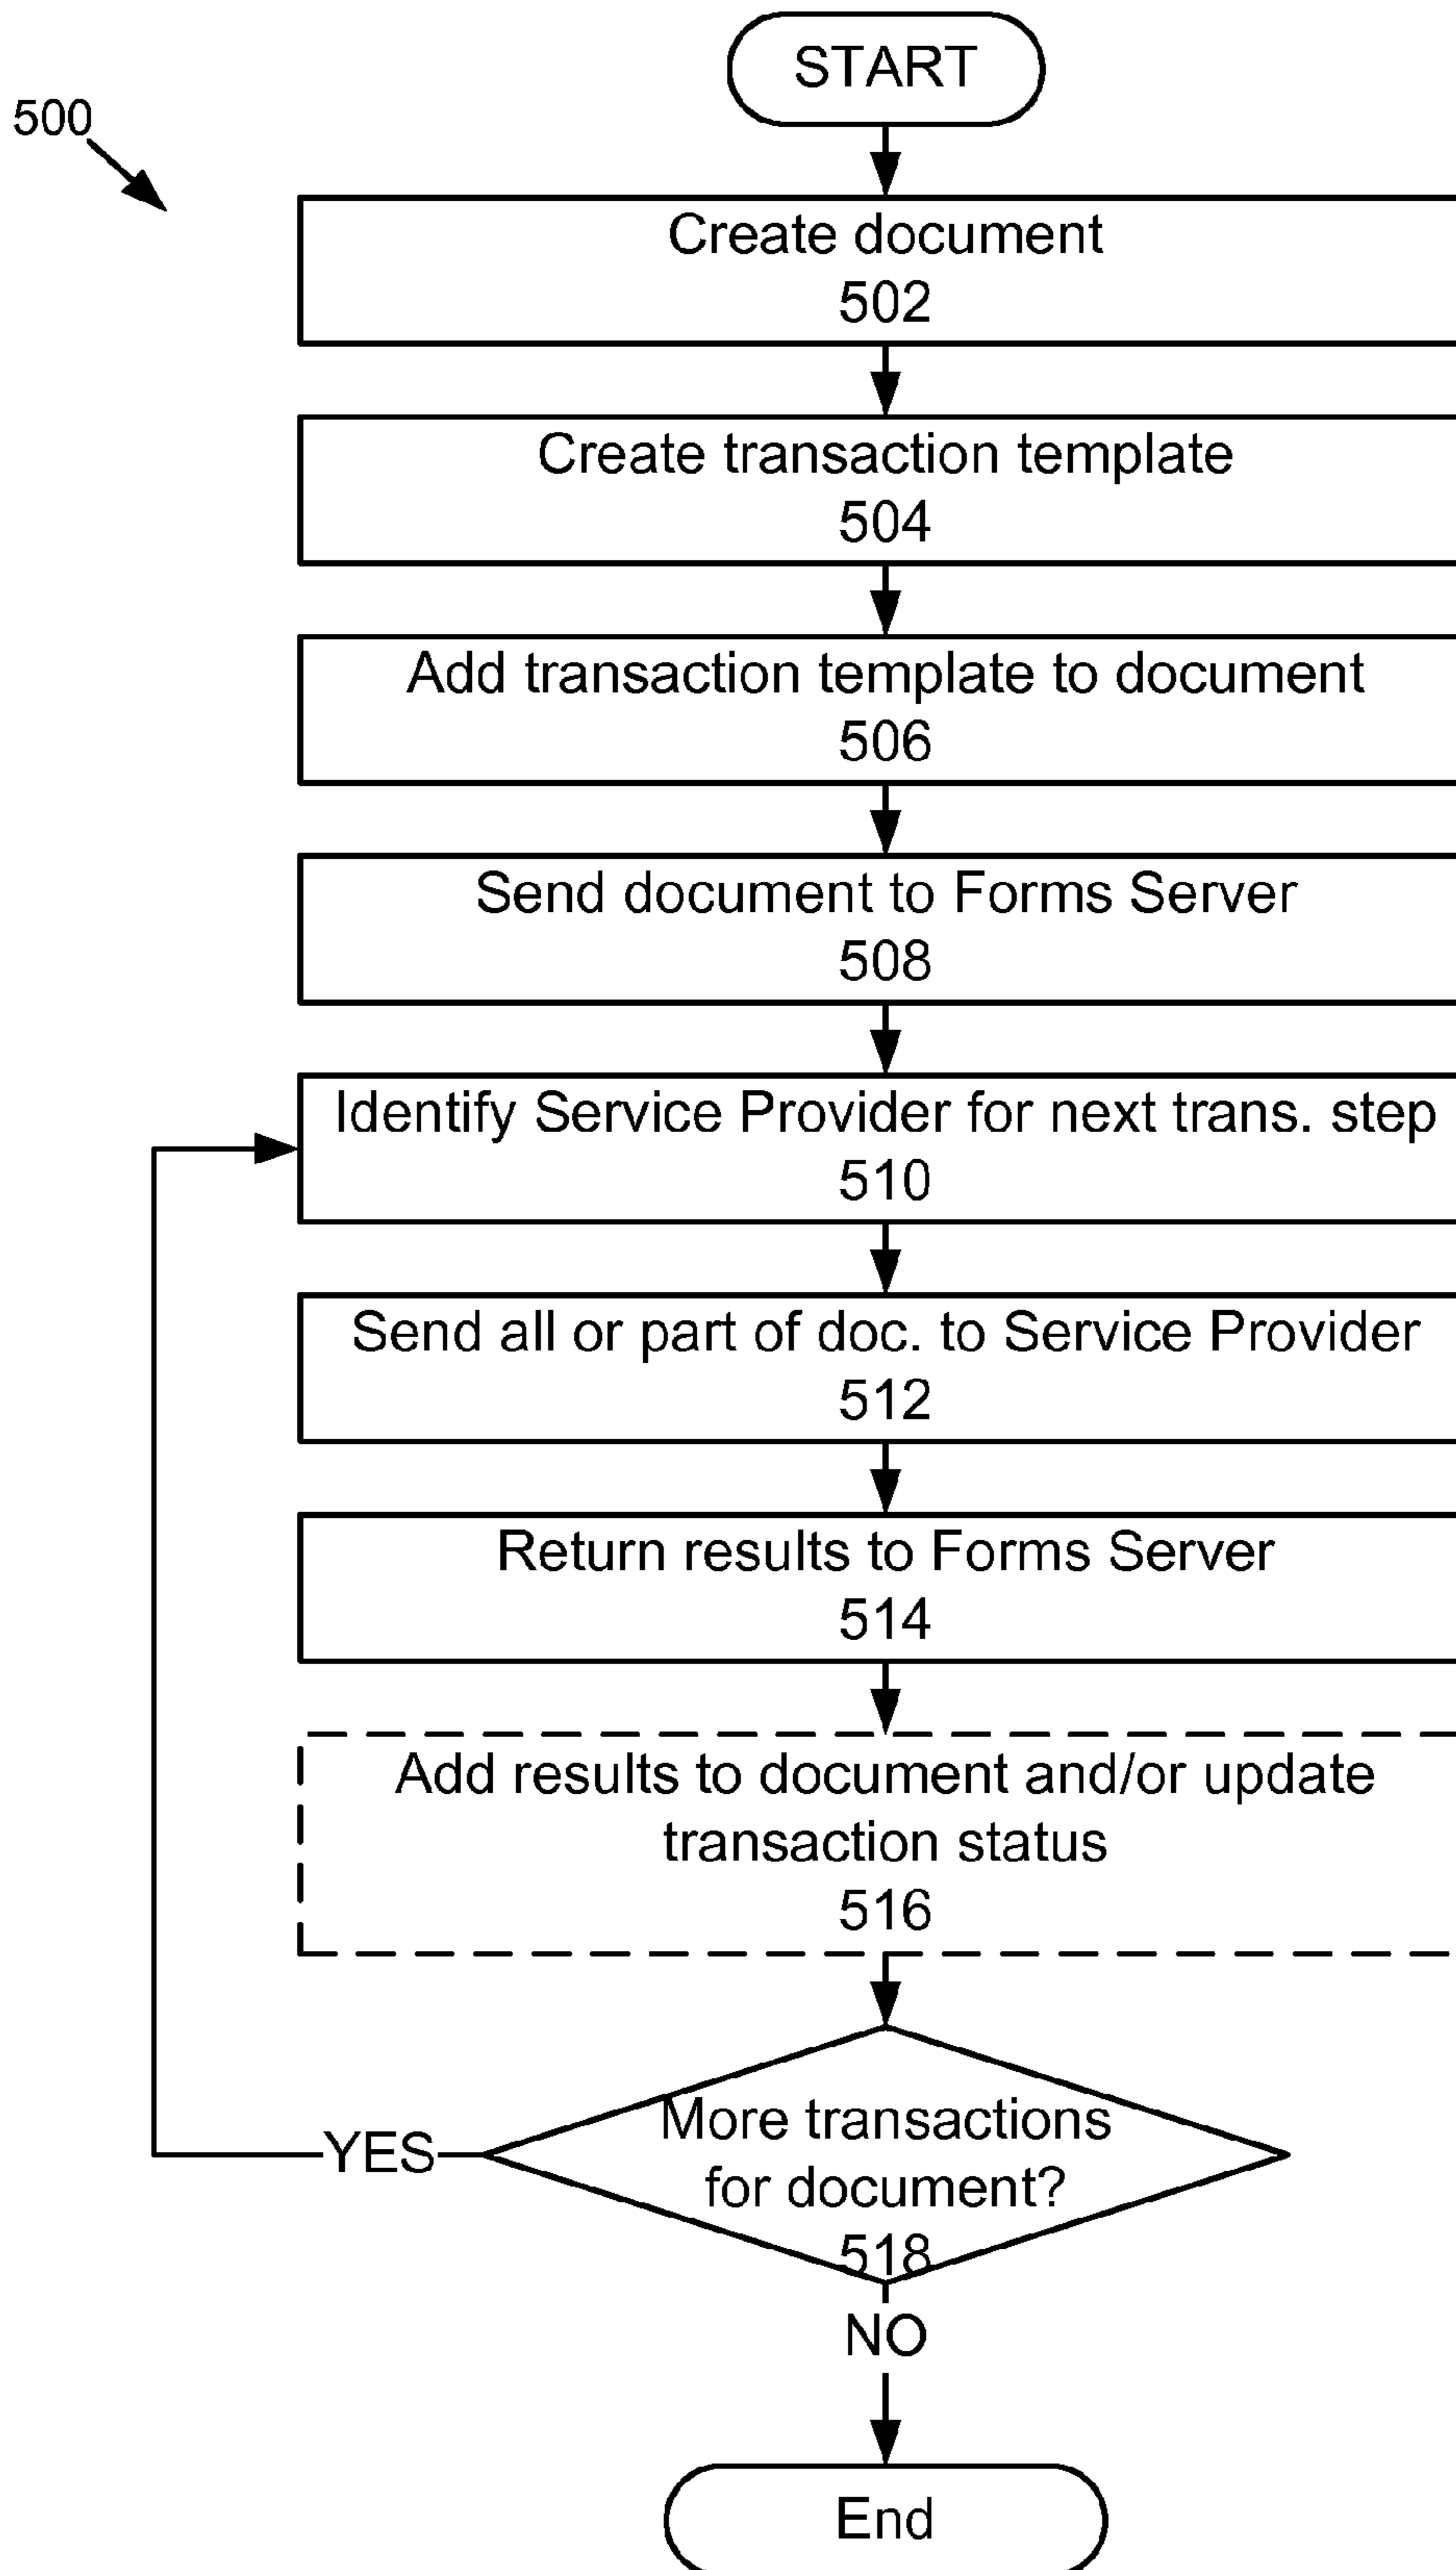 START
500
Create document
502
Create transaction template
504
Add transaction template to document
506
Send document to Forms Server
508
Identify Service Provider for next trans. step
510
Send all or part of doc. to Service Provider
512
Return results to Forms Server
514
Add results to document and/or update
transaction status
516
More transactions
for document?
518
YES
NO
End